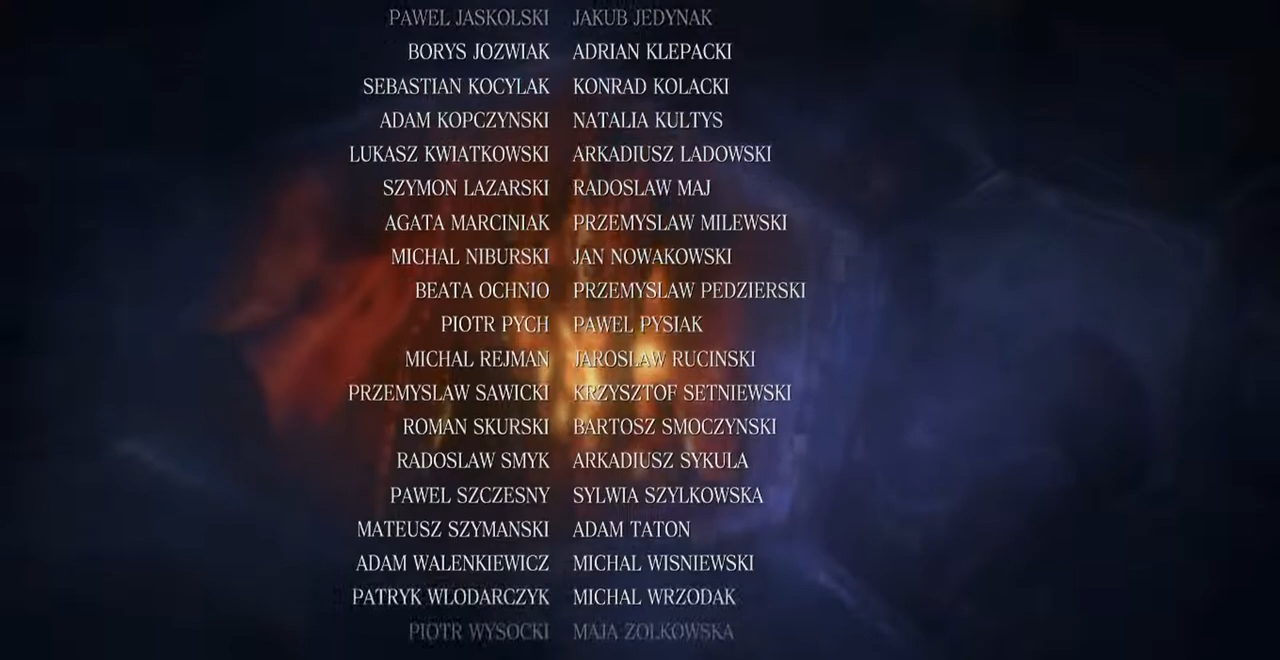 PAWEL JASKOLSKI JAKUB JEDYNAK
BORYS JOZWIAK ADRIAN KLEPACKI
SEBASTIAN KOCYLAK KONRAD KOLACKI
ADAM KOPCZYNSKI NATALIA KULTYS
LUKASZ KWIATKOWSKI ARKADIUSZ LADOWSKI
SZYMON LAZARSKI RADOSLAW MAJ
AGATA MARCINIAK PRZEMYSLAW MILEWSKI
MICHAL NIBURSKI JAN NOWAKOWSKI
BEATA OCHNIO PRZEMYSLAW PEDZIERSKI
PIOTR PYCH PAWEL PYSIAK
MICHAL REJMAN JAROSLAW RUCINSKI
PRZEMYSLAW SAWICKI KRZYSZTOF SETNIEWSKI
ROMAN SKURSKI BARTOSZ SMOCZYNSKI
RADOSLAW SMYK ARKADIUSZ SYKULA
PAWEL SZCZESNY SYLWIA SZYLKOWSKA
MATEUSZ SZYMANSKI ADAM TATON
ADAM WALENKIEWICZ MICHAL WISNIEWSKI
PATRYK WLODARCZYK MICHAL WRZODAK
PIOTR WYSOCKI MAJA ZOLKOWSKA